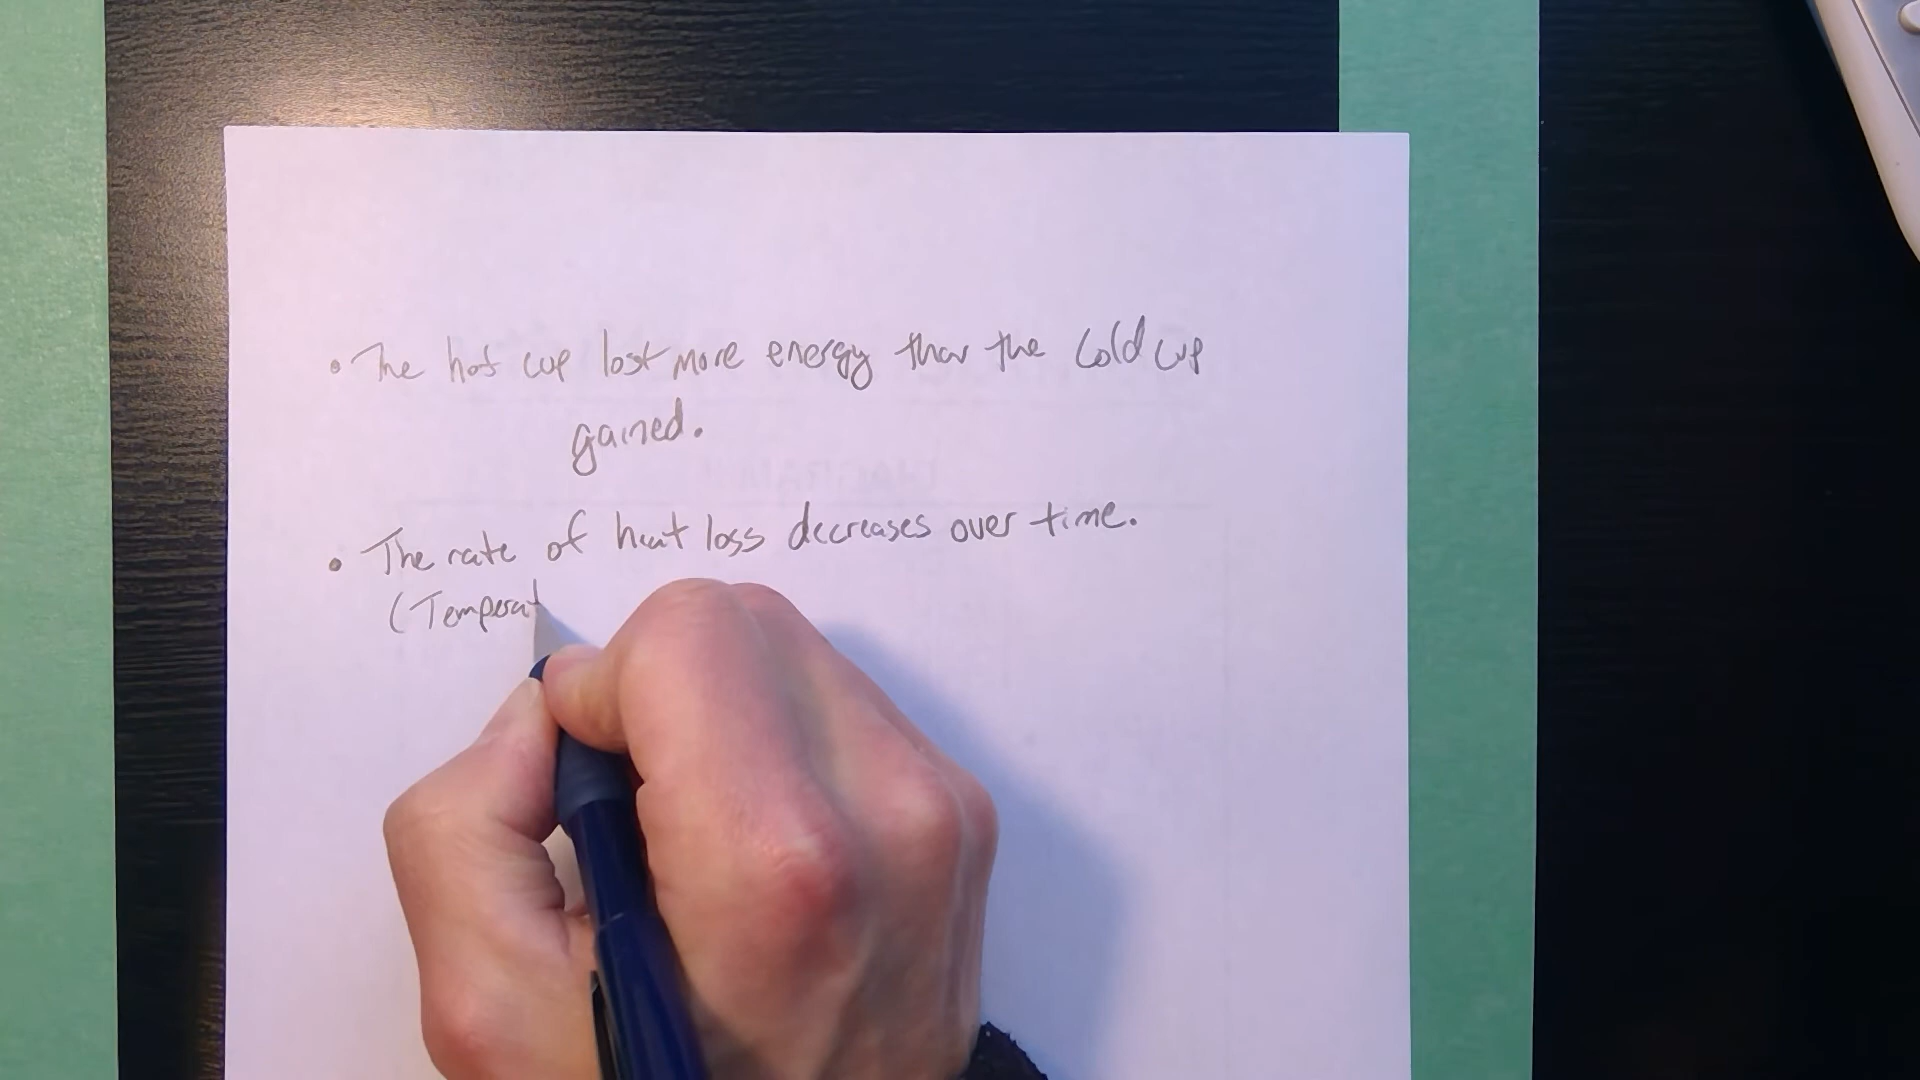 • The hot cup lost more energy than the cold cup
gained.
• The rate of heat loss decreases over time.
(Temperat